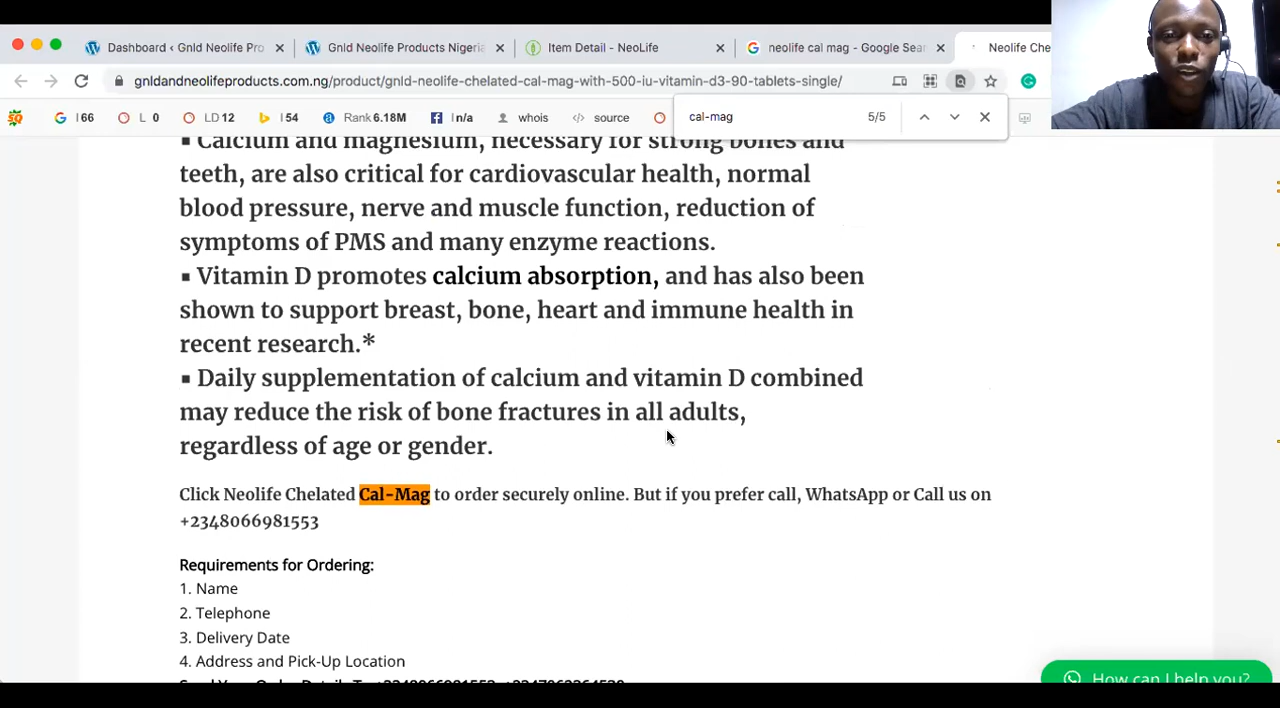 Dashboard ‹ Gnld Neolife Pro
Gnld Neolife Products Nigeria
Item Detail - NeoLife
neolife cal mag - Google Sear
Neolife Che
gnldandneolifeproducts.com.ng/product/gnld-neolife-chelated-cal-mag-with-500-iu-vitamin-d3-90-tablets-single/
SQ
G I 66
L 0
LD 12
b I 54
a Rank 6.18M
f I n/a
whois
source
cal-mag
5/5
▪ Calcium and magnesium, necessary for strong bones and
teeth, are also critical for cardiovascular health, normal
blood pressure, nerve and muscle function, reduction of
symptoms of PMS and many enzyme reactions.
▪ Vitamin D promotes calcium absorption, and has also been
shown to support breast, bone, heart and immune health in
recent research.*
▪ Daily supplementation of calcium and vitamin D combined
may reduce the risk of bone fractures in all adults,
regardless of age or gender.
Click Neolife Chelated Cal-Mag to order securely online. But if you prefer call, WhatsApp or Call us on
+2348066981553
Requirements for Ordering:
1. Name
2. Telephone
3. Delivery Date
4. Address and Pick-Up Location
How can I help you?